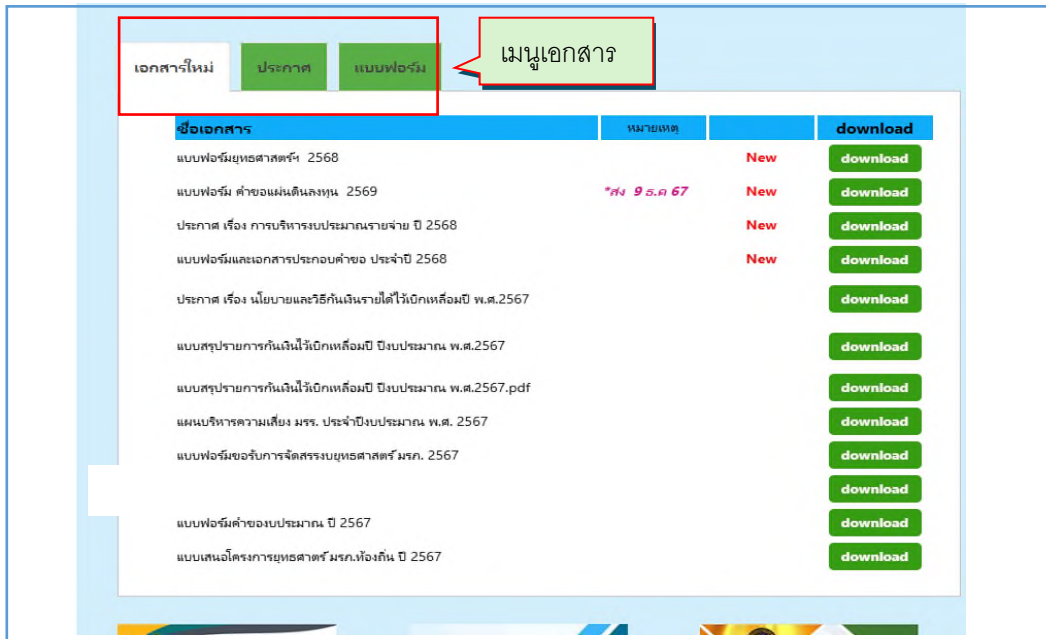 เอกสารใหม่ ประกาศ แบบฟอร์ม
เมนูเอกสาร
ชื่อเอกสาร หมายเหตุ download
แบบฟอร์มยุทธศาสตร์ฯ 2568 New download
แบบฟอร์ม คำขอแผ่นดินลงทุน 2569 *ส่ง 9 ธ.ค 67 New download
ประกาศ เรื่อง การบริหารงบประมาณรายจ่าย ปี 2568 New download
แบบฟอร์มและเอกสารประกอบคำขอ ประจำปี 2568 New download
ประกาศ เรื่อง นโยบายและวิธีกันเงินรายได้ไว้เบิกเหลื่อมปี พ.ศ.2567 download
แบบสรุปรายการกันเงินไว้เบิกเหลื่อมปี ปีงบประมาณ พ.ศ.2567 download
แบบสรุปรายการกันเงินไว้เบิกเหลื่อมปี ปีงบประมาณ พ.ศ.2567.pdf download
แผนบริหารความเสี่ยง มรร. ประจำปีงบประมาณ พ.ศ. 2567 download
แบบฟอร์มขอรับการจัดสรรงบยุทธศาสตร์ มรภ. 2567 download
download
แบบฟอร์มคำของบประมาณ ปี 2567 download
แบบเสนอโครงการยุทธศาตร์ มรภ.ท้องถิ่น ปี 2567 download